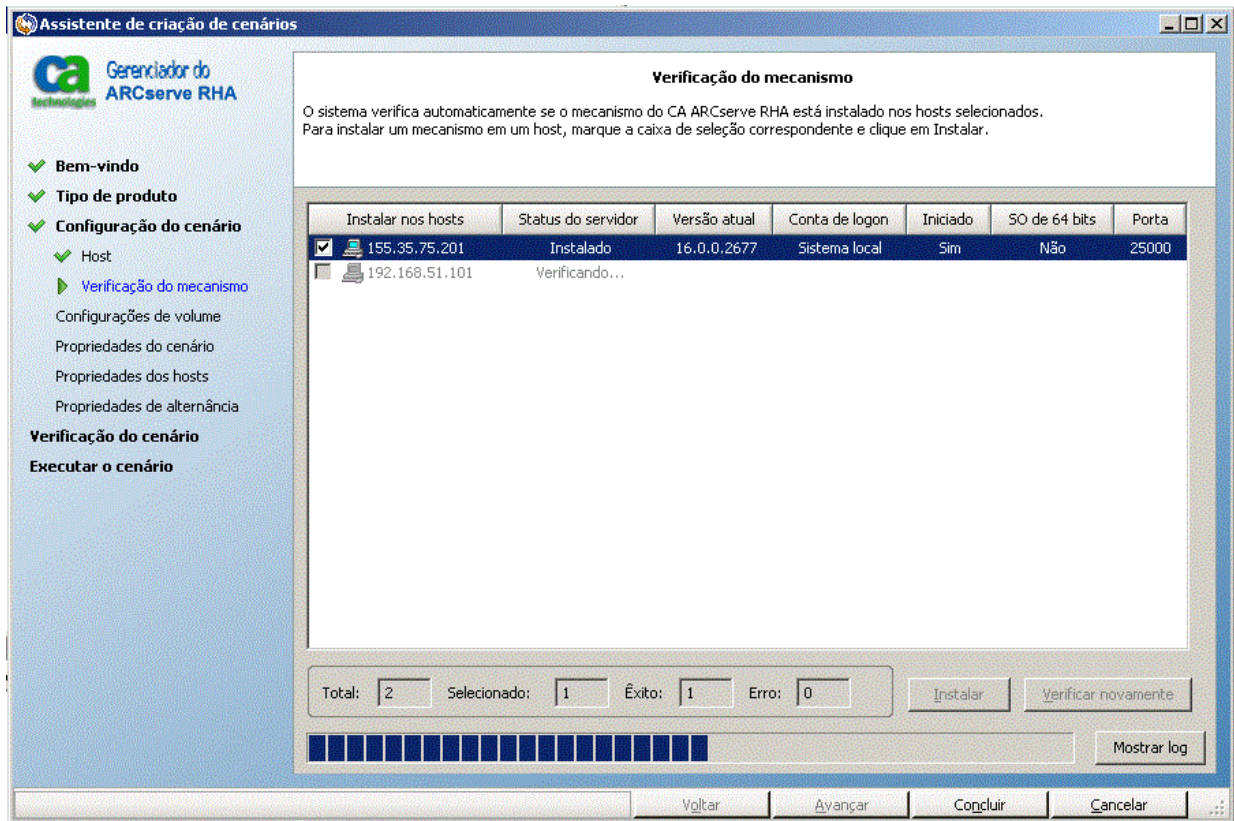 Assistente de criação de cenários
ca
technologies
Gerenciador do
ARCserve RHA
Bem-vindo
Tipo de produto
Configuração do cenário
Host
Verificação do mecanismo
Configurações de volume
Propriedades do cenário
Propriedades dos hosts
Propriedades de alternância
Verificação do cenário
Executar o cenário
Verificação do mecanismo
O sistema verifica automaticamente se o mecanismo do CA ARCserve RHA está instalado nos hosts selecionados.
Para instalar um mecanismo em um host, marque a caixa de seleção correspondente e clique em Instalar.
Instalar nos hosts Status do servidor Versão atual Conta de logon Iniciado SO de 64 bits Porta
155.35.75.201 Instalado 16.0.0.2677 Sistema local Sim Não 25000
192.168.51.101 Verificando...
Total: 2 Selecionado: 1 Êxito: 1 Erro: 0 Instalar Verificar novamente
Mostrar log
Voltar Avançar Concluir Cancelar